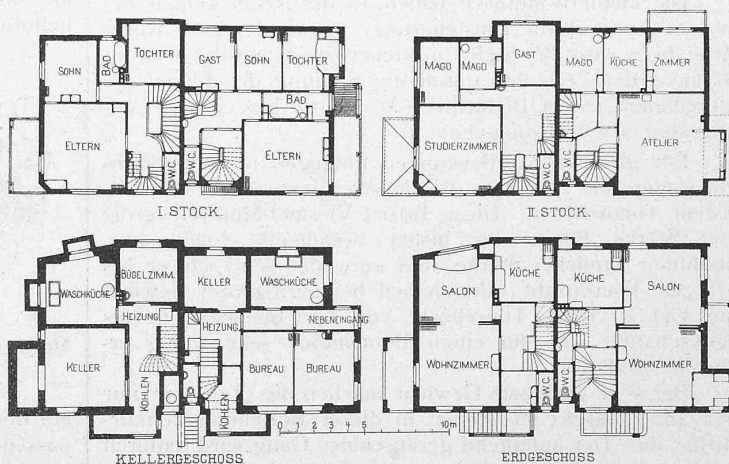 SOHN
BAD
TOCHTER
GAST
SOHN
TOCHTER
BAD
ELTERN
ELTERN
W.C.
W.C.
I STOCK.
MAGD
MAGD
GAST
MAGD
KÜCHE
ZIMMER
STUDIERZIMMER
ATELIER
W.C.
W.C.
II STOCK.
WASCHKÜCHE
BÜGELZIMM.
KELLER
WASCHKÜCHE
HEIZUNG
HEIZUNG
NEBENEINGANG
KELLER
KOHLEN
KOHLEN
BUREAU
BUREAU
0 1 2 3 4 5 10m
KELLERGESCHOSS
SALON
KÜCHE
KÜCHE
SALON
WOHNZIMMER
WOHNZIMMER
W.C.
W.C.
ERDGESCHOSS